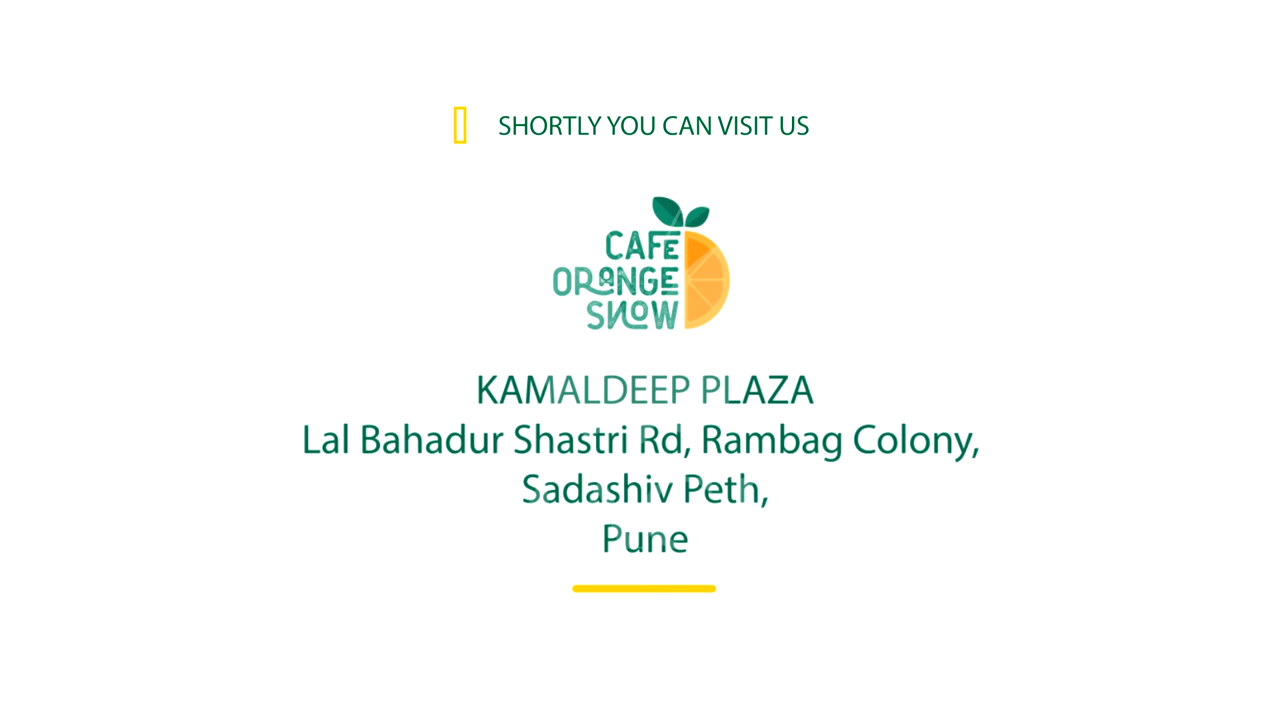 SHORTLY YOU CAN VISIT US
CAFE
ORANGE
SNOW
KAMALDEEP PLAZA
Lal Bahadur Shastri Rd, Rambag Colony,
Sadashiv Peth,
Pune